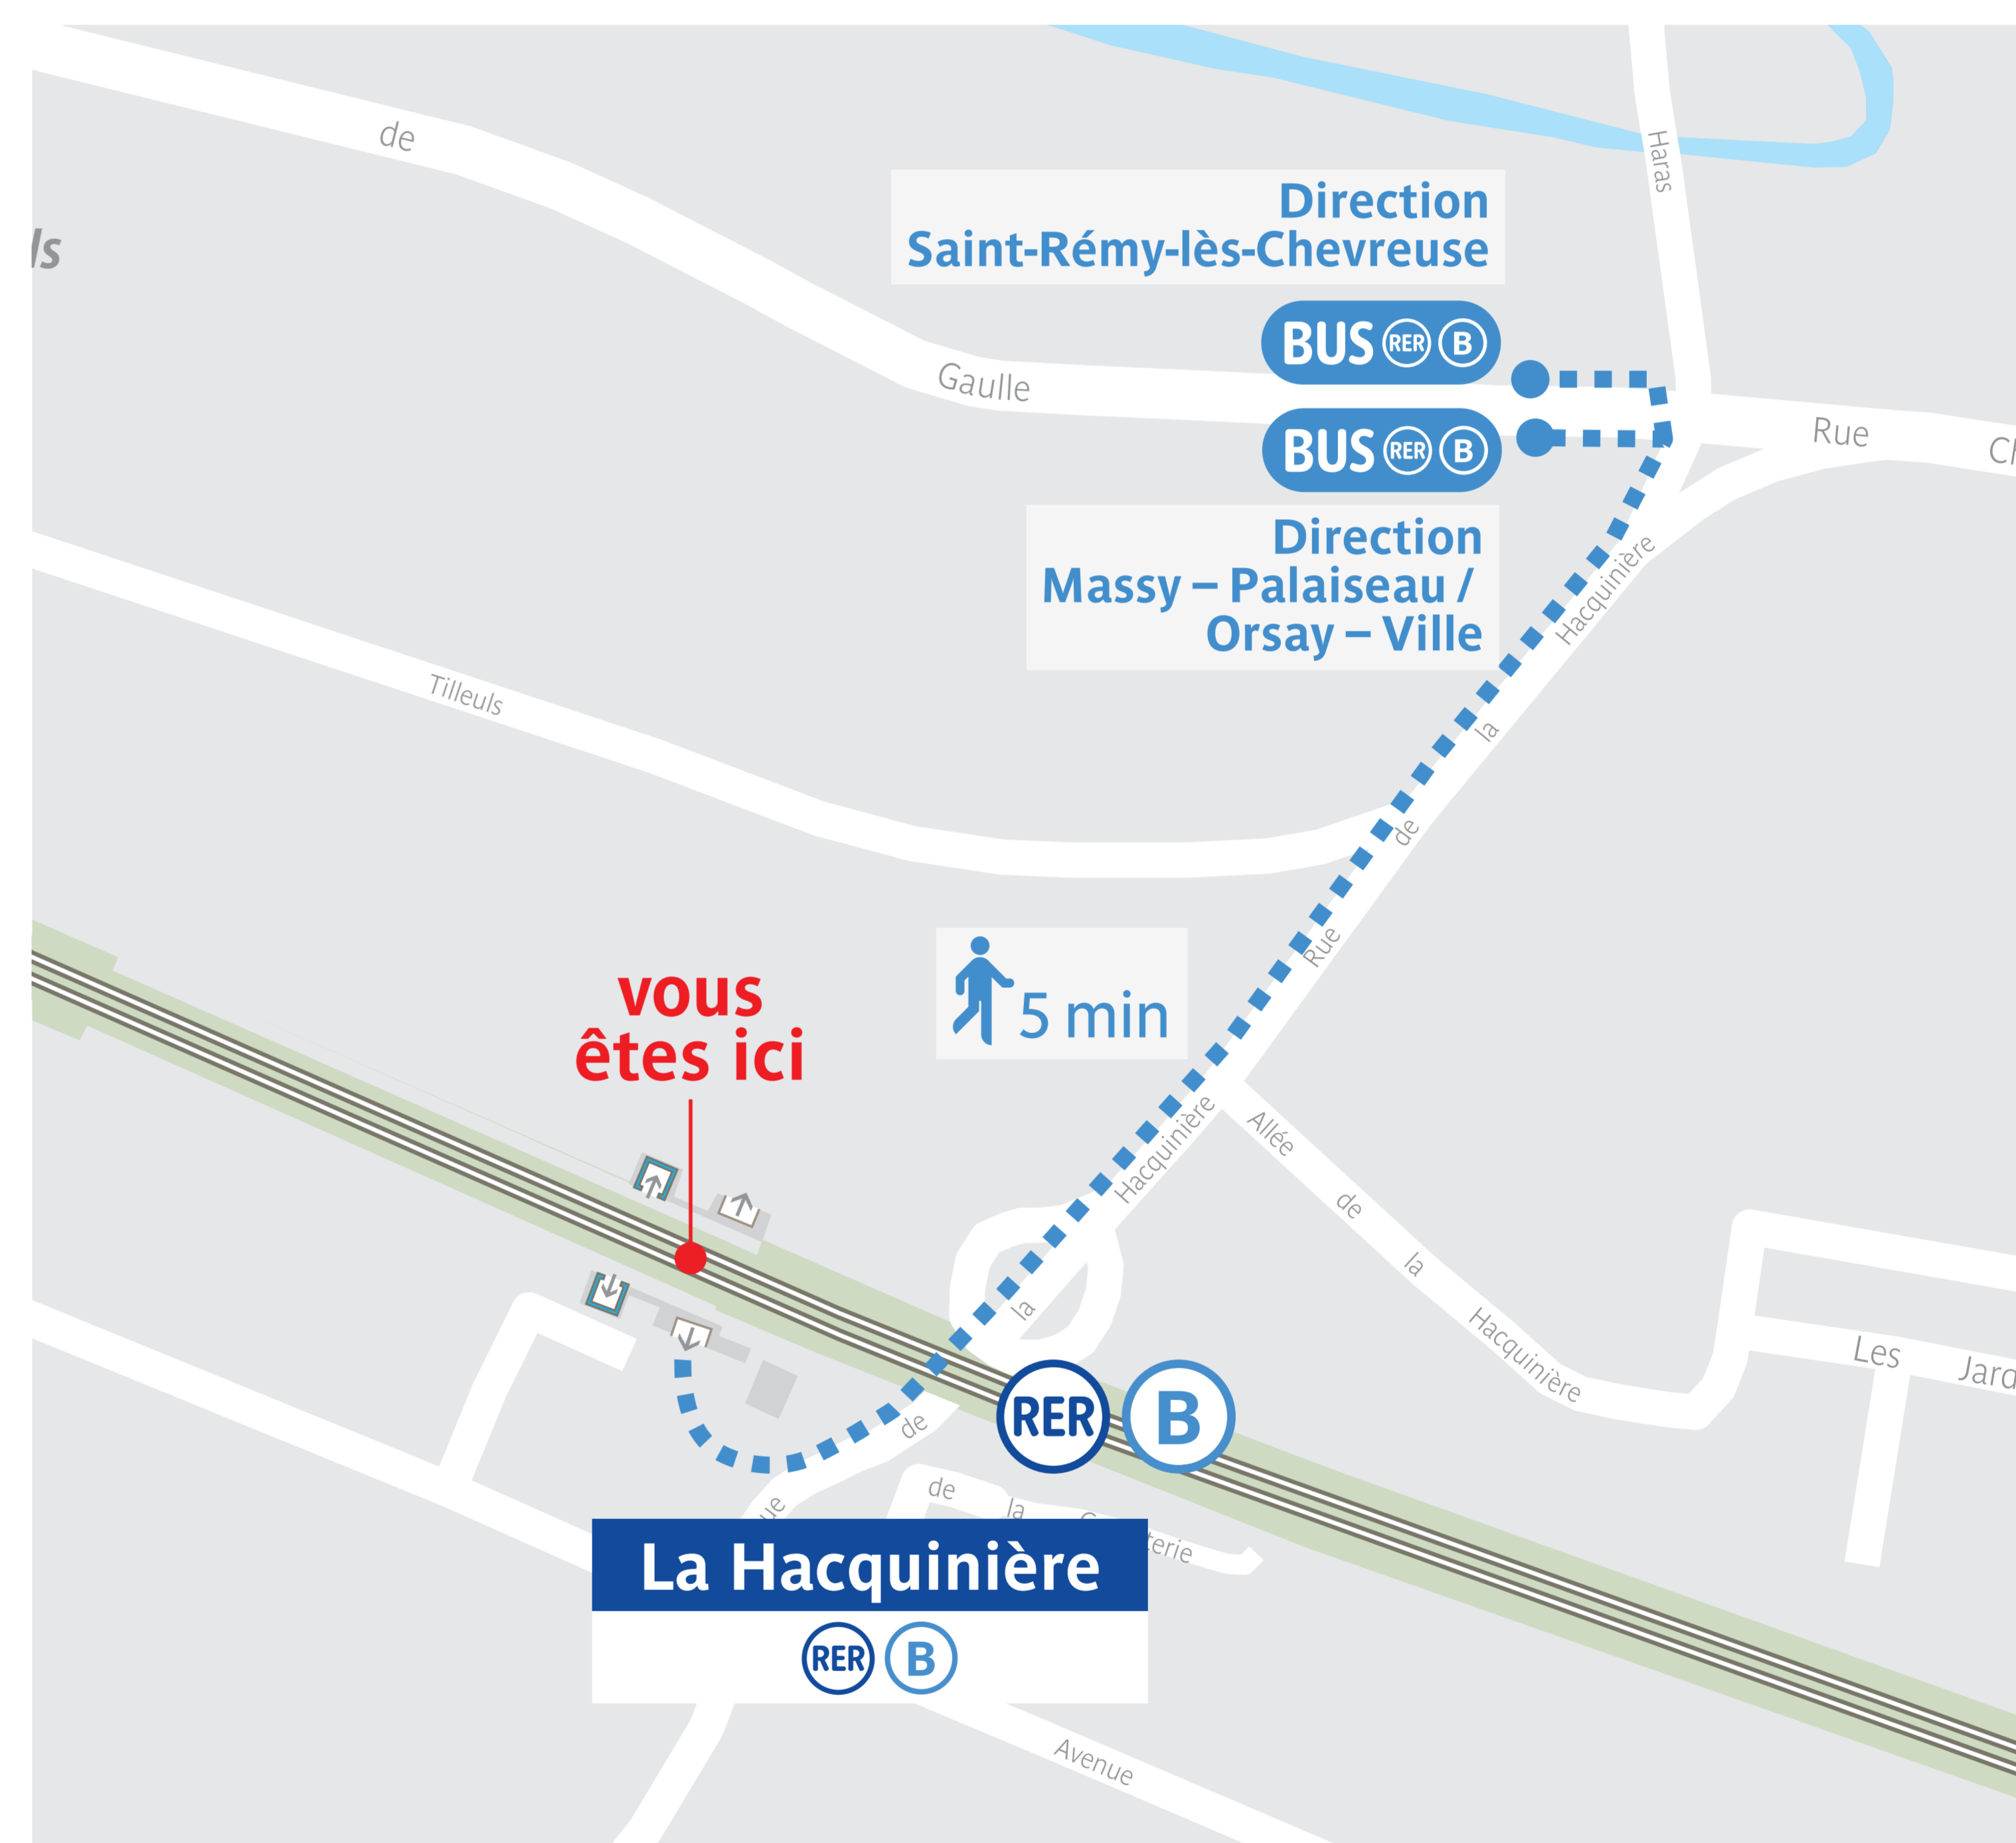 de
Haras
Direction
Saint-Rémy-lès-Chevreuse
ls
BUS RER B
Gaulle
Rue
BUS RER B
Direction
Massy – Palaiseau /
Orsay – Ville
Hacquinière
la
de
Rue
Tilleuls
5 min
vous
êtes ici
Hacquinière
la
de
Allée
de
la
Hacquinière
Les
RER B
de
la
La Hacquinière
RER B
Avenue